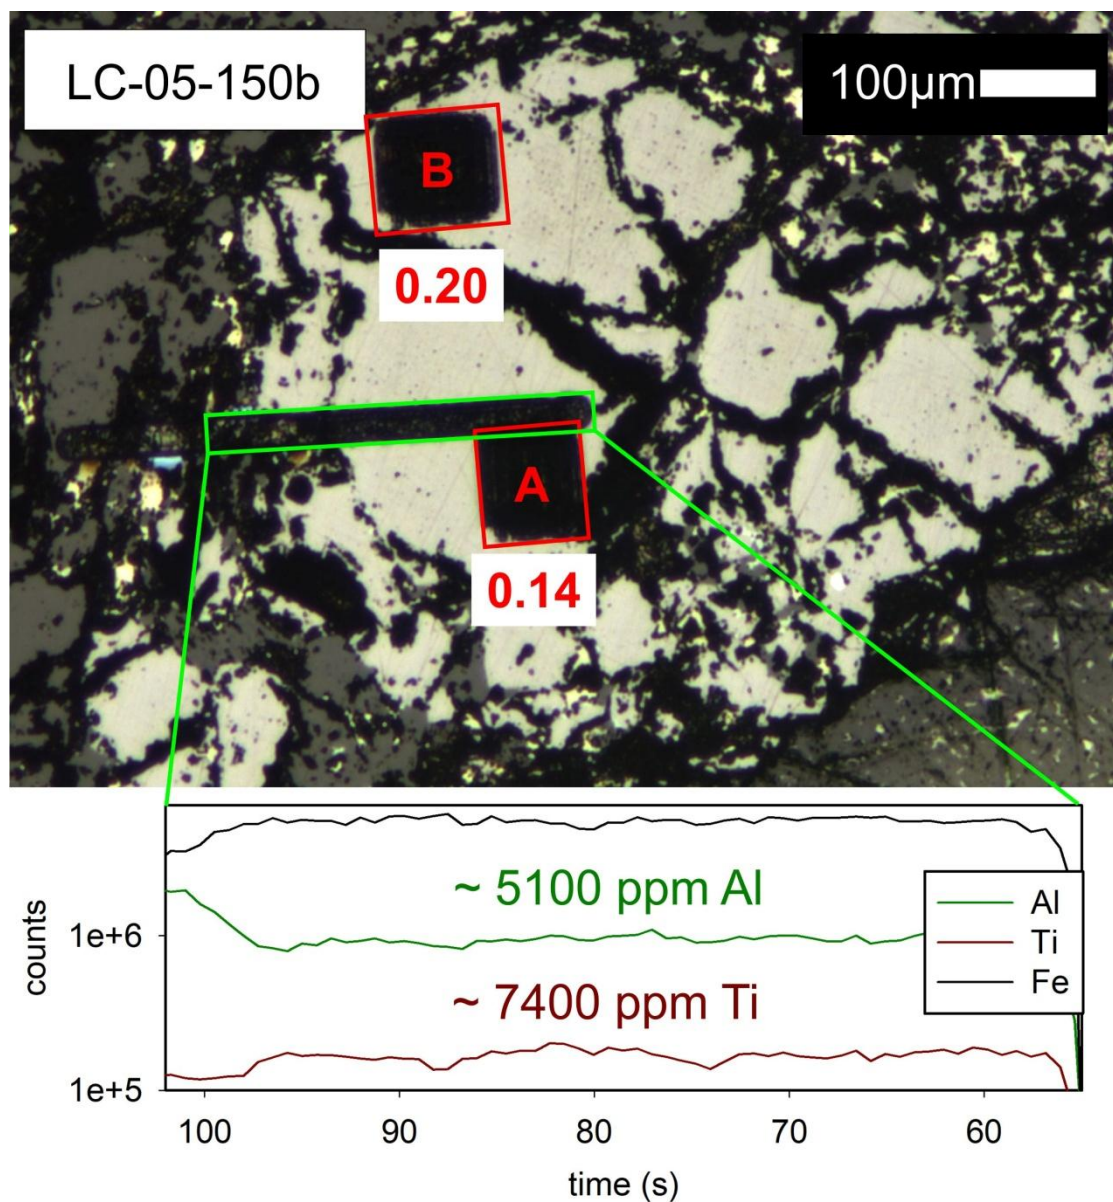 LC-05-150b
100µm
B
0.20
A
0.14
~ 5100 ppm Al
~ 7400 ppm Ti
Al
Ti
Fe
counts
1e+6
1e+5
100 90 80 70 60
time (s)